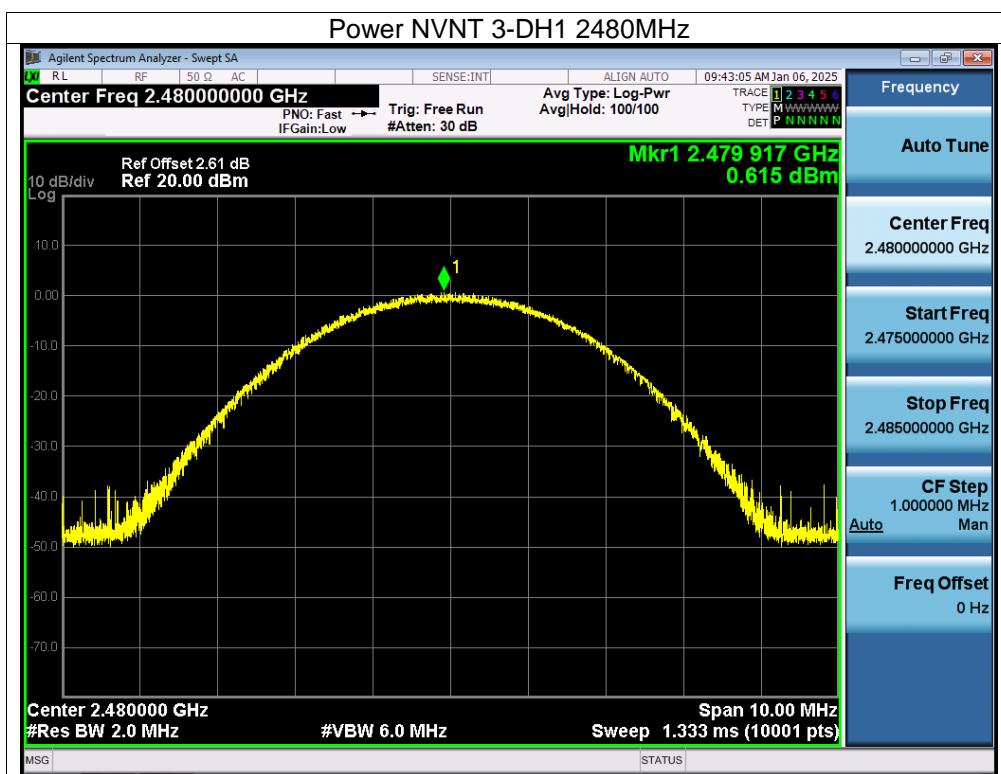 Power NVNT 3-DH1 2480MHz
Agilent Spectrum Analyzer - Swept SA
LXI RL RF 50 Ω AC SENSE:INT ALIGN AUTO 09:43:05 AM Jan 06, 2025
Center Freq 2.480000000 GHz
PNO: Fast
IFGain:Low
Trig: Free Run
#Atten: 30 dB
Avg Type: Log-Pwr
Avg|Hold: 100/100
TRACE 1 2 3 4 5 6
TYPE M WWWWW
DET P N N N N N
Mkr1 2.479 917 GHz
0.615 dBm
Ref Offset 2.61 dB
Ref 20.00 dBm
10 dB/div
Log
10.0
0.00
-10.0
-20.0
-30.0
-40.0
-50.0
-60.0
-70.0
1
Center 2.480000 GHz
Span 10.00 MHz
#Res BW 2.0 MHz
#VBW 6.0 MHz
Sweep 1.333 ms (10001 pts)
MSG
STATUS
Frequency
Auto Tune
Center Freq
2.480000000 GHz
Start Freq
2.475000000 GHz
Stop Freq
2.485000000 GHz
CF Step
1.000000 MHz
Auto Man
Freq Offset
0 Hz